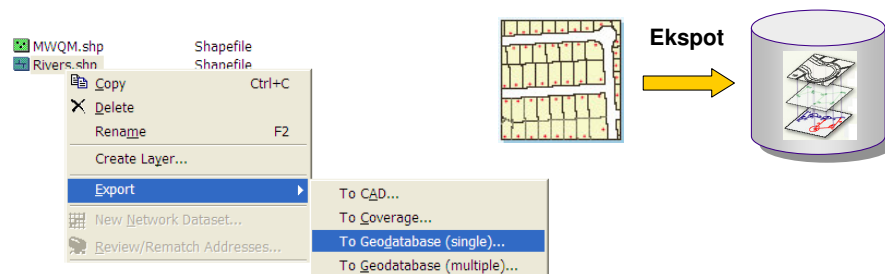 MWQM.shp Shapefile
Rivers.shp Shapefile
Copy Ctrl+C
Delete
Rename F2
Create Layer...
Export
New Network Dataset...
Review/Rematch Addresses...
To CAD...
To Coverage...
To Geodatabase (single)...
To Geodatabase (multiple)...
Ekspot